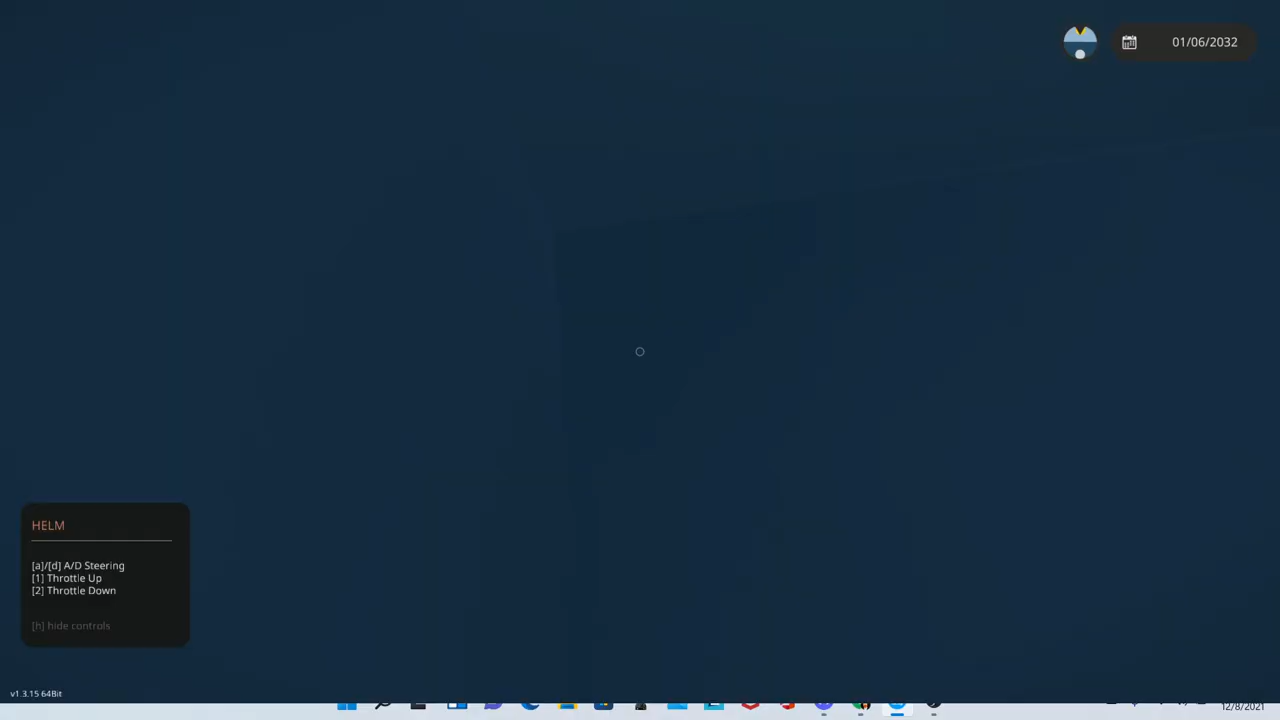 01/06/2032
HELM
[a]/[d] A/D Steering
[1] Throttle Up
[2] Throttle Down
[h] hide controls
v1.3.15 64Bit
12/8/2021